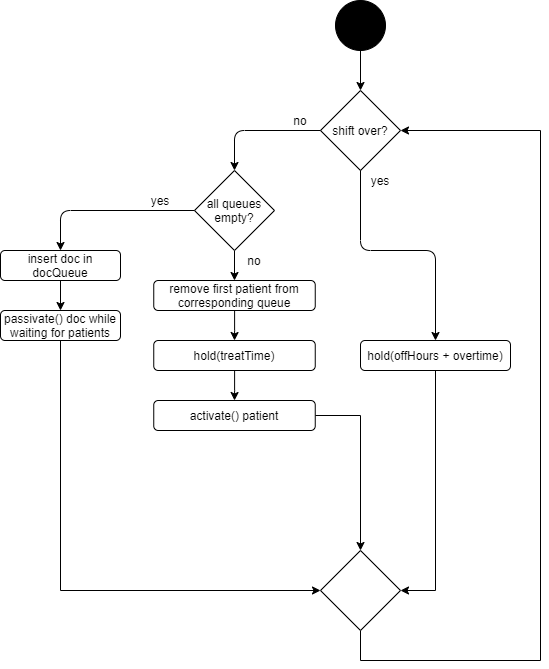 shift over?
no
yes
all queues
empty?
yes
no
insert doc in
docQueue
remove first patient from
corresponding queue
passivate() doc while
waiting for patients
hold(treatTime)
hold(offHours + overtime)
activate() patient